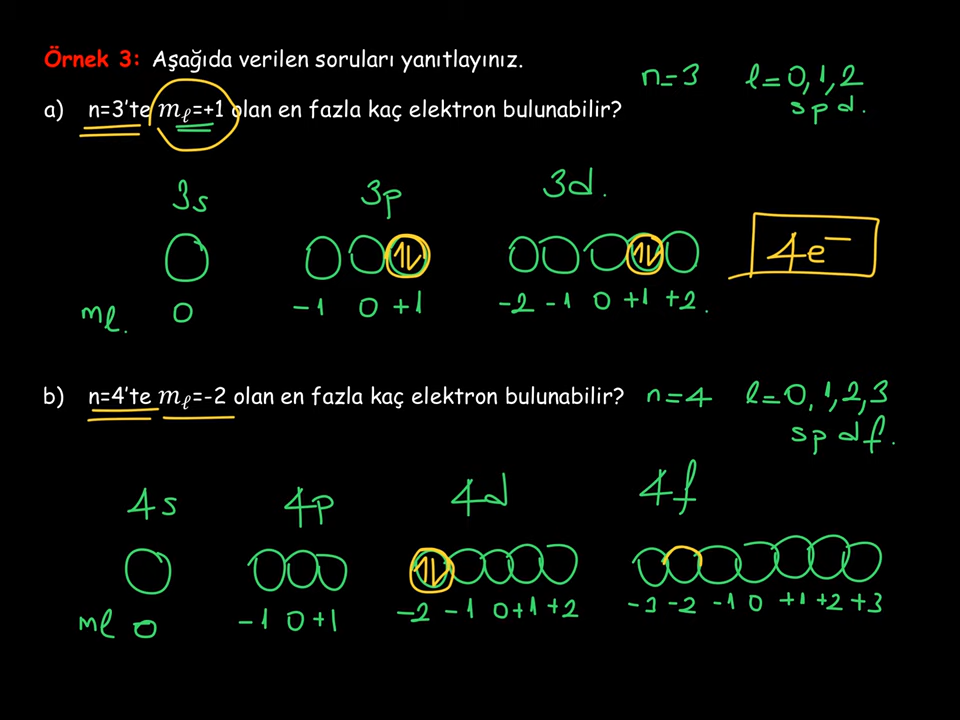 Örnek 3: Aşağıda verilen soruları yanıtlayınız.
n=3 l=0,1,2
s p d.
a) n=3'te mℓ=+1 olan en fazla kaç elektron bulunabilir?
3s 3p 3d.
1L 1L
4e⁻
ml. 0 -1 0 +1 -2 -1 0 +1 +2.
b) n=4'te mℓ=-2 olan en fazla kaç elektron bulunabilir? n=4 l=0,1,2,3
s p d f.
4s 4p 4d 4f
1L
ml 0 -1 0 +1 -2 -1 0 +1 +2 -3 -2 -1 0 +1 +2 +3